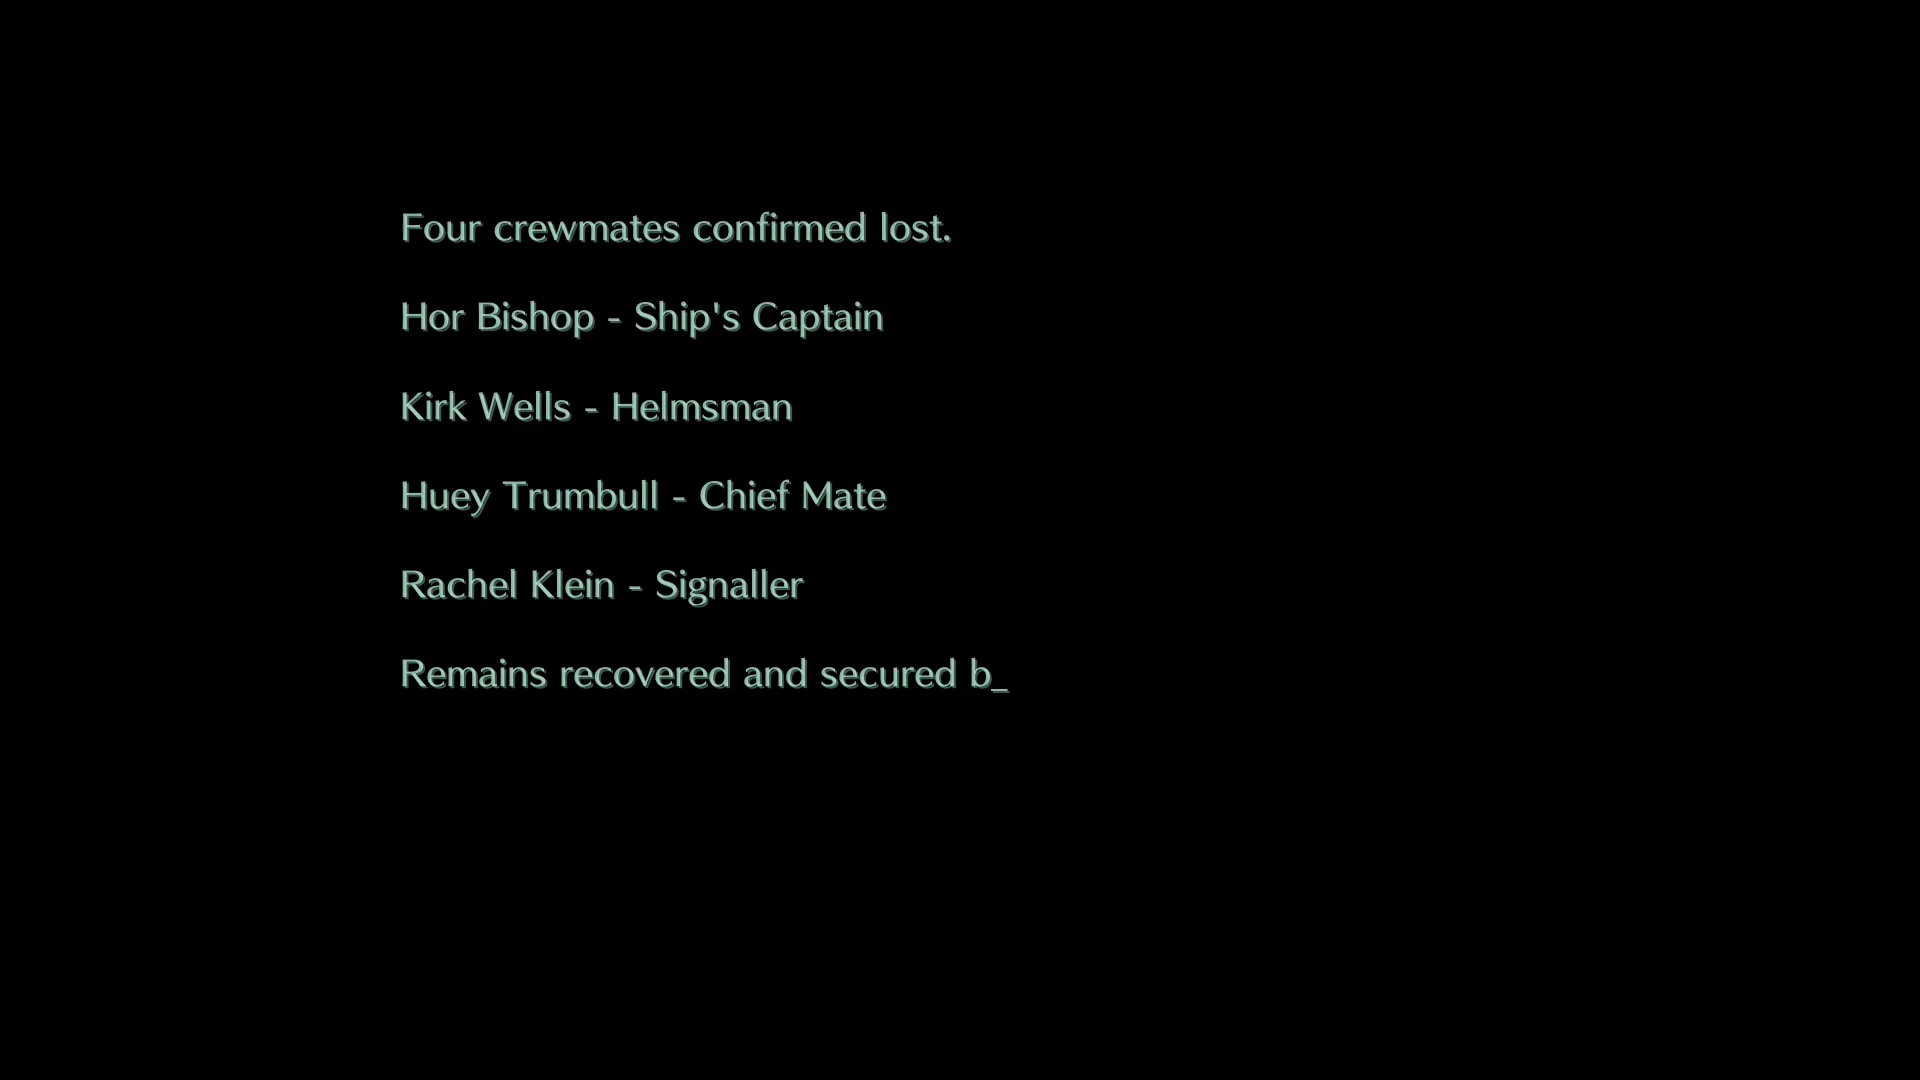 Four crewmates confirmed lost.
Hor Bishop - Ship's Captain
Kirk Wells - Helmsman
Huey Trumbull - Chief Mate
Rachel Klein - Signaller
Remains recovered and secured b_